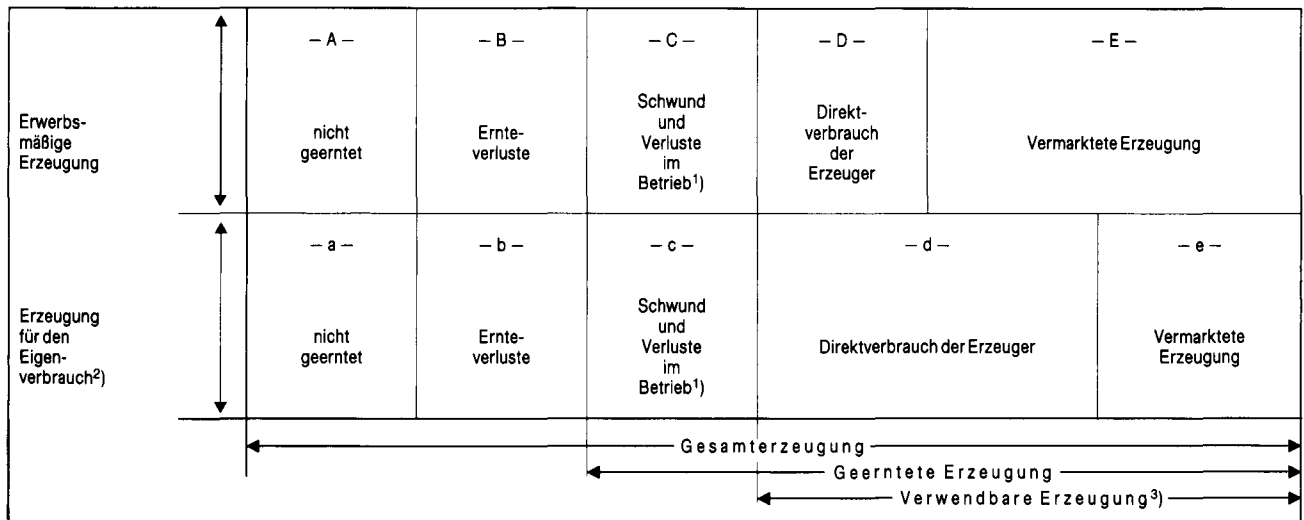 — A —
— B —
— C —
— D —
— E —
Erwerbs-
mäßige
Erzeugung
nicht
geerntet
Ernte-
verluste
Schwund
und
Verluste
im
Betrieb¹)
Direkt-
verbrauch
der
Erzeuger
Vermarktete Erzeugung
— a —
— b —
— c —
— d —
— e —
Erzeugung
für den
Eigen-
verbrauch²)
nicht
geerntet
Ernte-
verluste
Schwund
und
Verluste
im
Betrieb¹)
Direktverbrauch der Erzeuger
Vermarktete
Erzeugung
Gesamterzeugung
Geerntete Erzeugung
Verwendbare Erzeugung³)